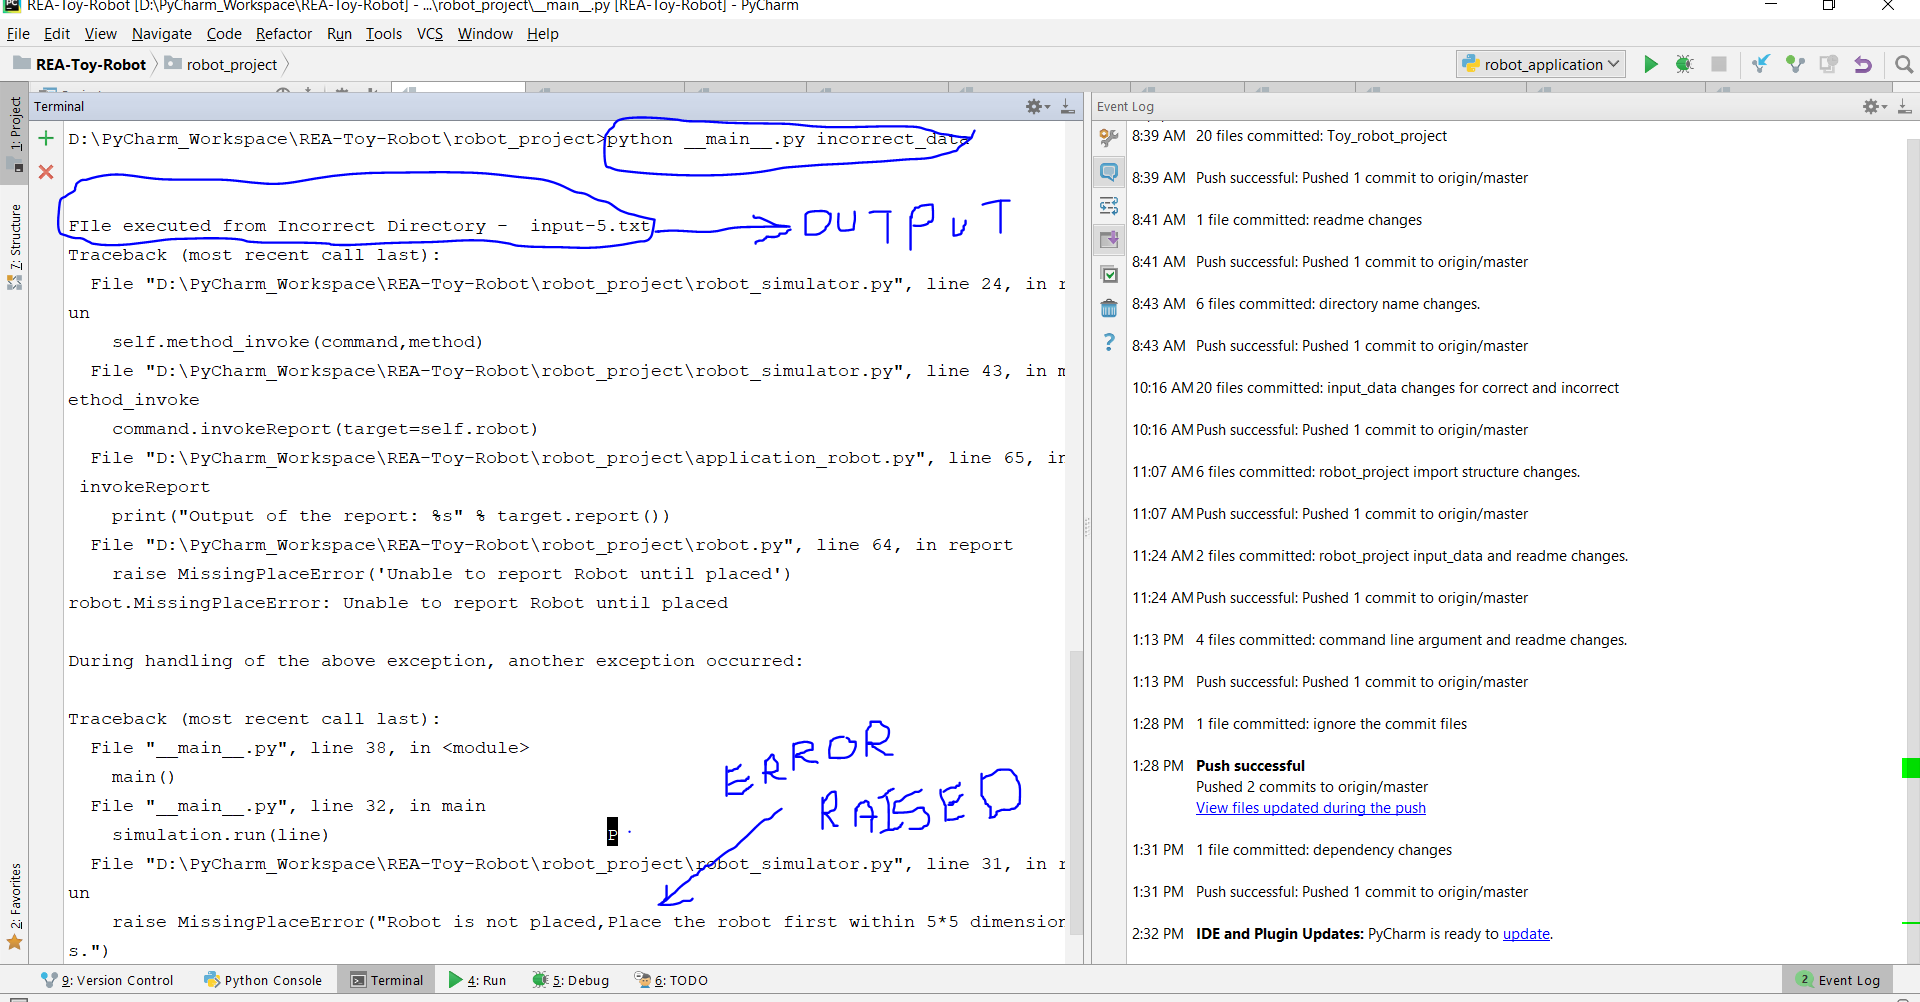 REA-Toy-Robot [D:\PyCharm_Workspace\REA-Toy-Robot] - ...\robot_project\__main__.py [REA-Toy-Robot] - PyCharm
File Edit View Navigate Code Refactor Run Tools VCS Window Help
REA-Toy-Robot robot_project robot_application
1: Project
7: Structure
2: Favorites
Terminal
D:\PyCharm_Workspace\REA-Toy-Robot\robot_project>python __main__.py incorrect_data
FIle executed from Incorrect Directory -  input-5.txt
OUTPUT
Traceback (most recent call last):
File "D:\PyCharm_Workspace\REA-Toy-Robot\robot_project\robot_simulator.py", line 24, in r
un
self.method_invoke(command,method)
File "D:\PyCharm_Workspace\REA-Toy-Robot\robot_project\robot_simulator.py", line 43, in m
ethod_invoke
command.invokeReport(target=self.robot)
File "D:\PyCharm_Workspace\REA-Toy-Robot\robot_project\application_robot.py", line 65, in
invokeReport
print("Output of the report: %s" % target.report())
File "D:\PyCharm_Workspace\REA-Toy-Robot\robot_project\robot.py", line 64, in report
raise MissingPlaceError('Unable to report Robot until placed')
robot.MissingPlaceError: Unable to report Robot until placed
During handling of the above exception, another exception occurred:
Traceback (most recent call last):
File "__main__.py", line 38, in <module>
main()
File "__main__.py", line 32, in main
simulation.run(line)
P
ERROR
RAISED
File "D:\PyCharm_Workspace\REA-Toy-Robot\robot_project\robot_simulator.py", line 31, in r
un
raise MissingPlaceError("Robot is not placed,Place the robot first within 5*5 dimension
s.")
Event Log
8:39 AM 20 files committed: Toy_robot_project
8:39 AM Push successful: Pushed 1 commit to origin/master
8:41 AM 1 file committed: readme changes
8:41 AM Push successful: Pushed 1 commit to origin/master
8:43 AM 6 files committed: directory name changes.
8:43 AM Push successful: Pushed 1 commit to origin/master
10:16 AM 20 files committed: input_data changes for correct and incorrect
10:16 AM Push successful: Pushed 1 commit to origin/master
11:07 AM 6 files committed: robot_project import structure changes.
11:07 AM Push successful: Pushed 1 commit to origin/master
11:24 AM 2 files committed: robot_project input_data and readme changes.
11:24 AM Push successful: Pushed 1 commit to origin/master
1:13 PM 4 files committed: command line argument and readme changes.
1:13 PM Push successful: Pushed 1 commit to origin/master
1:28 PM 1 file committed: ignore the commit files
1:28 PM Push successful
Pushed 2 commits to origin/master
View files updated during the push
1:31 PM 1 file committed: dependency changes
1:31 PM Push successful: Pushed 1 commit to origin/master
2:32 PM IDE and Plugin Updates: PyCharm is ready to update.
9: Version Control Python Console Terminal 4: Run 5: Debug 6: TODO 2 Event Log